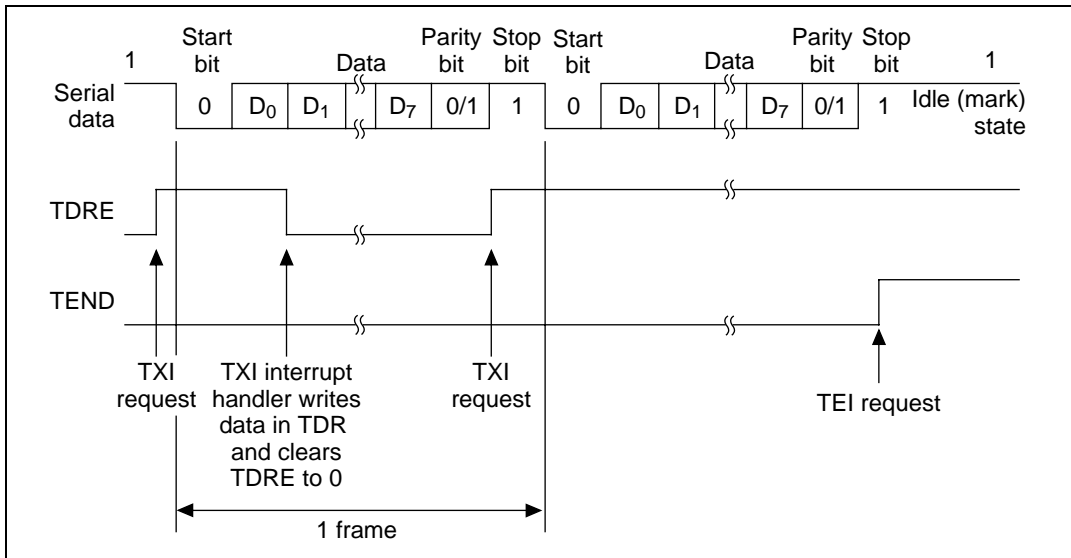 Start Parity Stop Start Parity Stop
1 bit Data bit bit bit Data bit bit 1
Serial 0 D₀ D₁ D₇ 0/1 1 0 D₀ D₁ D₇ 0/1 1 Idle (mark)
data state
TDRE
TEND
TXI TXI interrupt TXI
request handler writes request TEI request
data in TDR
and clears
TDRE to 0
1 frame